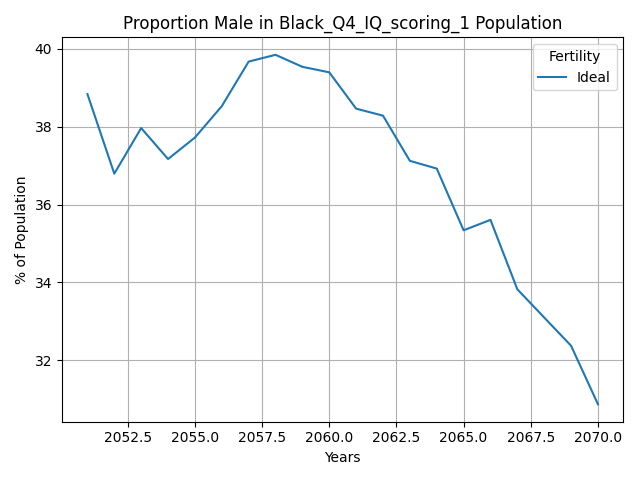 Proportion Male in Black_Q4_IQ_scoring_1 Population
Fertility
Ideal
40
38
36
34
32
% of Population
2052.5 2055.0 2057.5 2060.0 2062.5 2065.0 2067.5 2070.0
Years